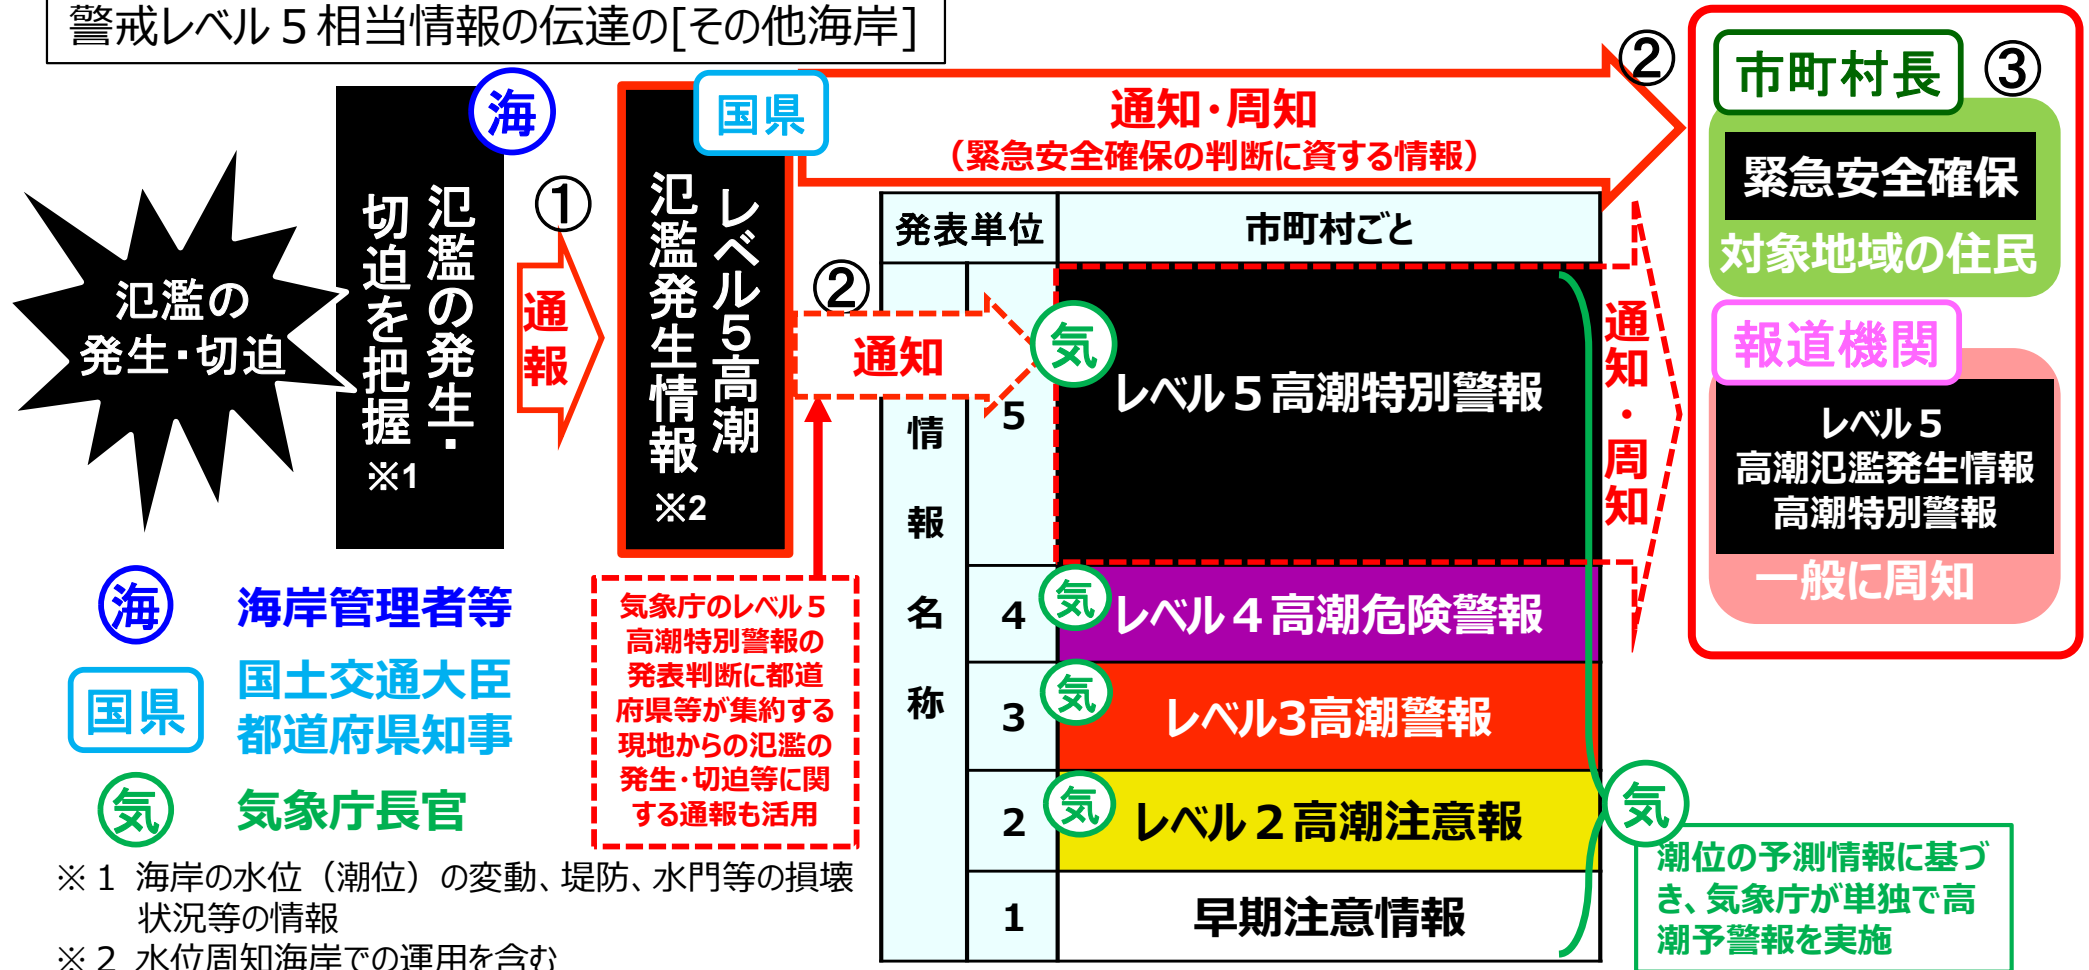 警戒レベル５相当情報の伝達の[その他海岸]
氾濫の
発生・切迫
氾濫の発生・
切迫を把握
※1
海
①
通報
レベル５高潮
氾濫発生情報
※2
国県
通知・周知
（緊急安全確保の判断に資する情報）
②
②
通知
気象庁のレベル５
高潮特別警報の
発表判断に都道
府県等が集約する
現地からの氾濫の
発生・切迫等に関
する通報も活用
発表単位
市町村ごと
情報名称
5
気
レベル５高潮特別警報
4
気
レベル４高潮危険警報
3
気
レベル3高潮警報
2
気
レベル２高潮注意報
1
早期注意情報
通知・周知
気
潮位の予測情報に基づ
き、気象庁が単独で高
潮予警報を実施
市町村長
③
緊急安全確保
対象地域の住民
報道機関
レベル５
高潮氾濫発生情報
高潮特別警報
一般に周知
海
海岸管理者等
国県
国土交通大臣
都道府県知事
気
気象庁長官
※１ 海岸の水位（潮位）の変動、堤防、水門等の損壊
状況等の情報
※２ 水位周知海岸での運用を含む